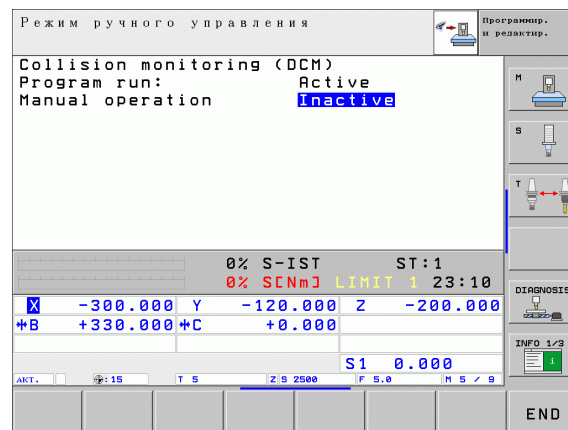 Режим ручного управления
Программир.
и редактир.
Collision monitoring (DCM)
Program run: Active
Manual operation Inactive
M
S
T
0% S-IST ST:1
0% S[Nm] LIMIT 1 23:10
X -300.000 Y -120.000 Z -200.000
B +330.000 C +0.000
S1 0.000
АКТ. : 15 T 5 Z S 2500 F 5.0 M 5 / 9
DIAGNOSIS
INFO 1/3
i
END